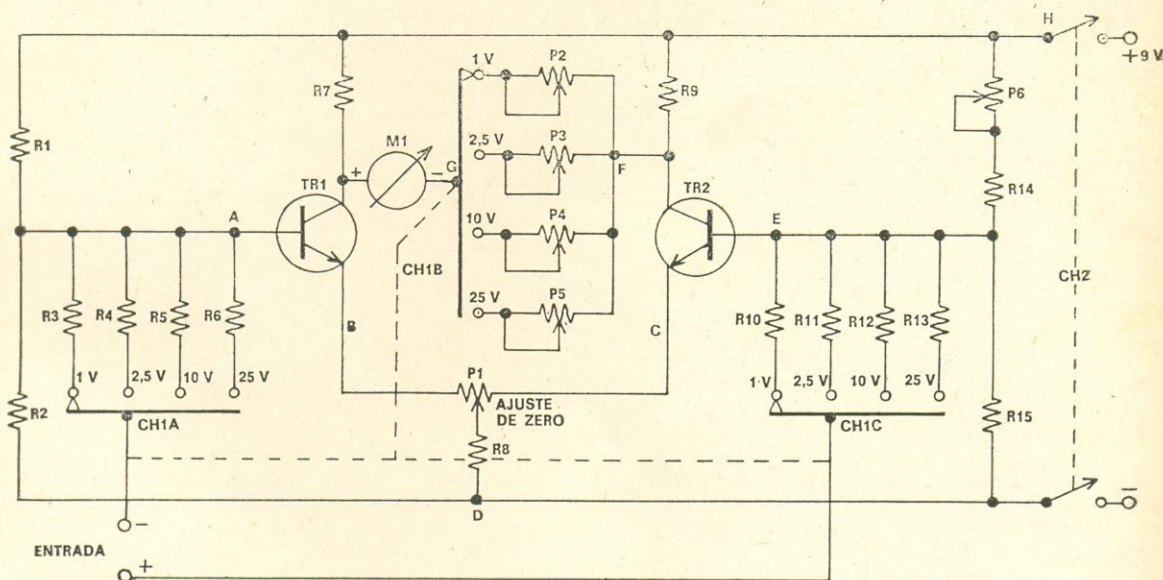 H
+ 9 V
R7
1 V
P2
R9
P6
R1
M1
+
−
G
2,5 V
P3
F
TR1
TR2
R14
A
10 V
P4
E
CH1B
CH2
R3
R4
R5
R6
25 V
P5
R10
R11
R12
R13
B
C
1 V
2,5 V
10 V
25 V
P1
1 V
2,5 V
10 V
25 V
R2
AJUSTE
DE ZERO
R15
CH1A
CH1C
R8
−
D
−
ENTRADA
+